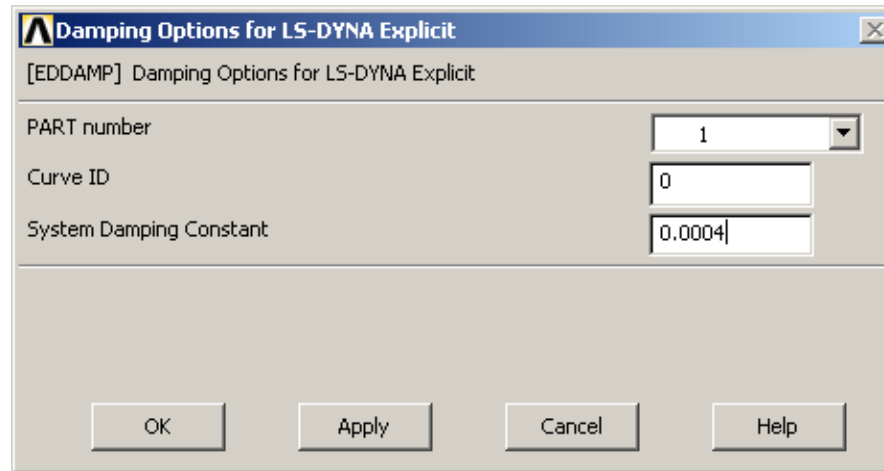 Damping Options for LS-DYNA Explicit
[EDDAMP] Damping Options for LS-DYNA Explicit
PART number 1
Curve ID 0
System Damping Constant 0.0004
OK Apply Cancel Help